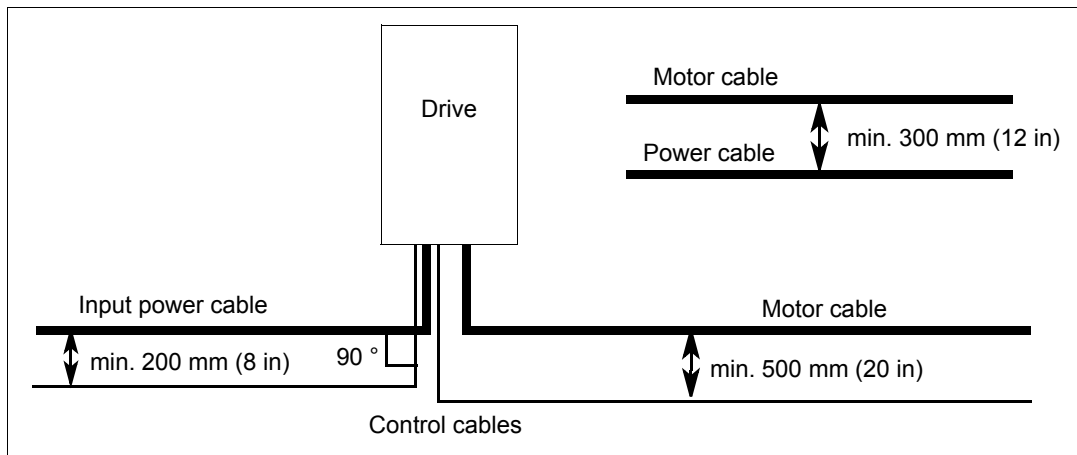 Drive
Motor cable
min. 300 mm (12 in)
Power cable
Input power cable
Motor cable
min. 200 mm (8 in)
90 °
min. 500 mm (20 in)
Control cables